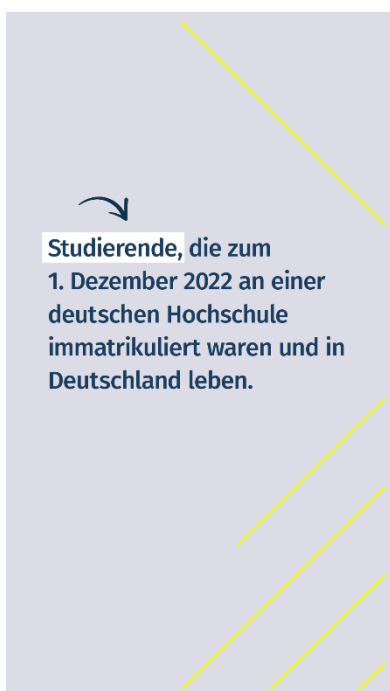 Studierende, die zum
1. Dezember 2022 an einer
deutschen Hochschule
immatrikuliert waren und in
Deutschland leben.